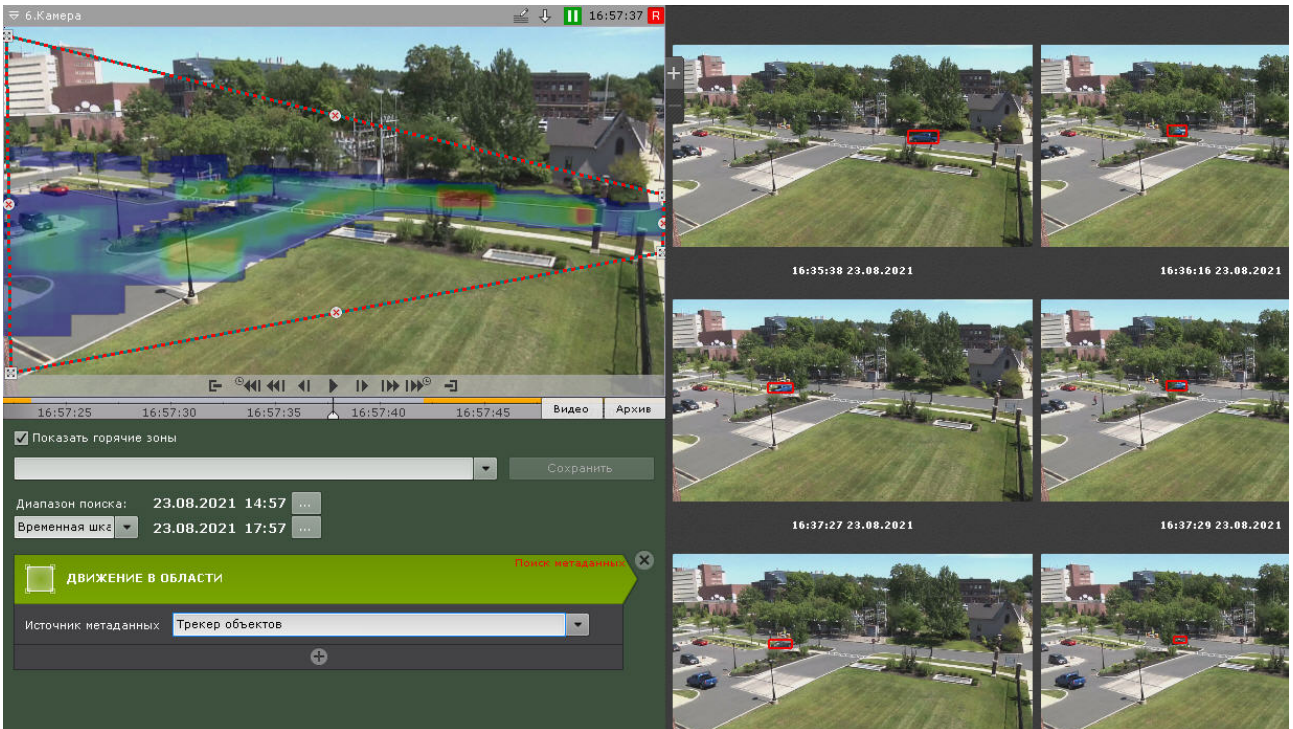 6.Камера
16:57:37 R
16:57:25 16:57:30 16:57:35 16:57:40 16:57:45 Видео Архив
Показать горячие зоны
Сохранить
Диапазон поиска: 23.08.2021 14:57 ...
Временная шка 23.08.2021 17:57 ...
Поиск метаданных
ДВИЖЕНИЕ В ОБЛАСТИ
Источник метаданных Трекер объектов
16:35:38 23.08.2021 16:36:16 23.08.2021
16:37:27 23.08.2021 16:37:29 23.08.2021